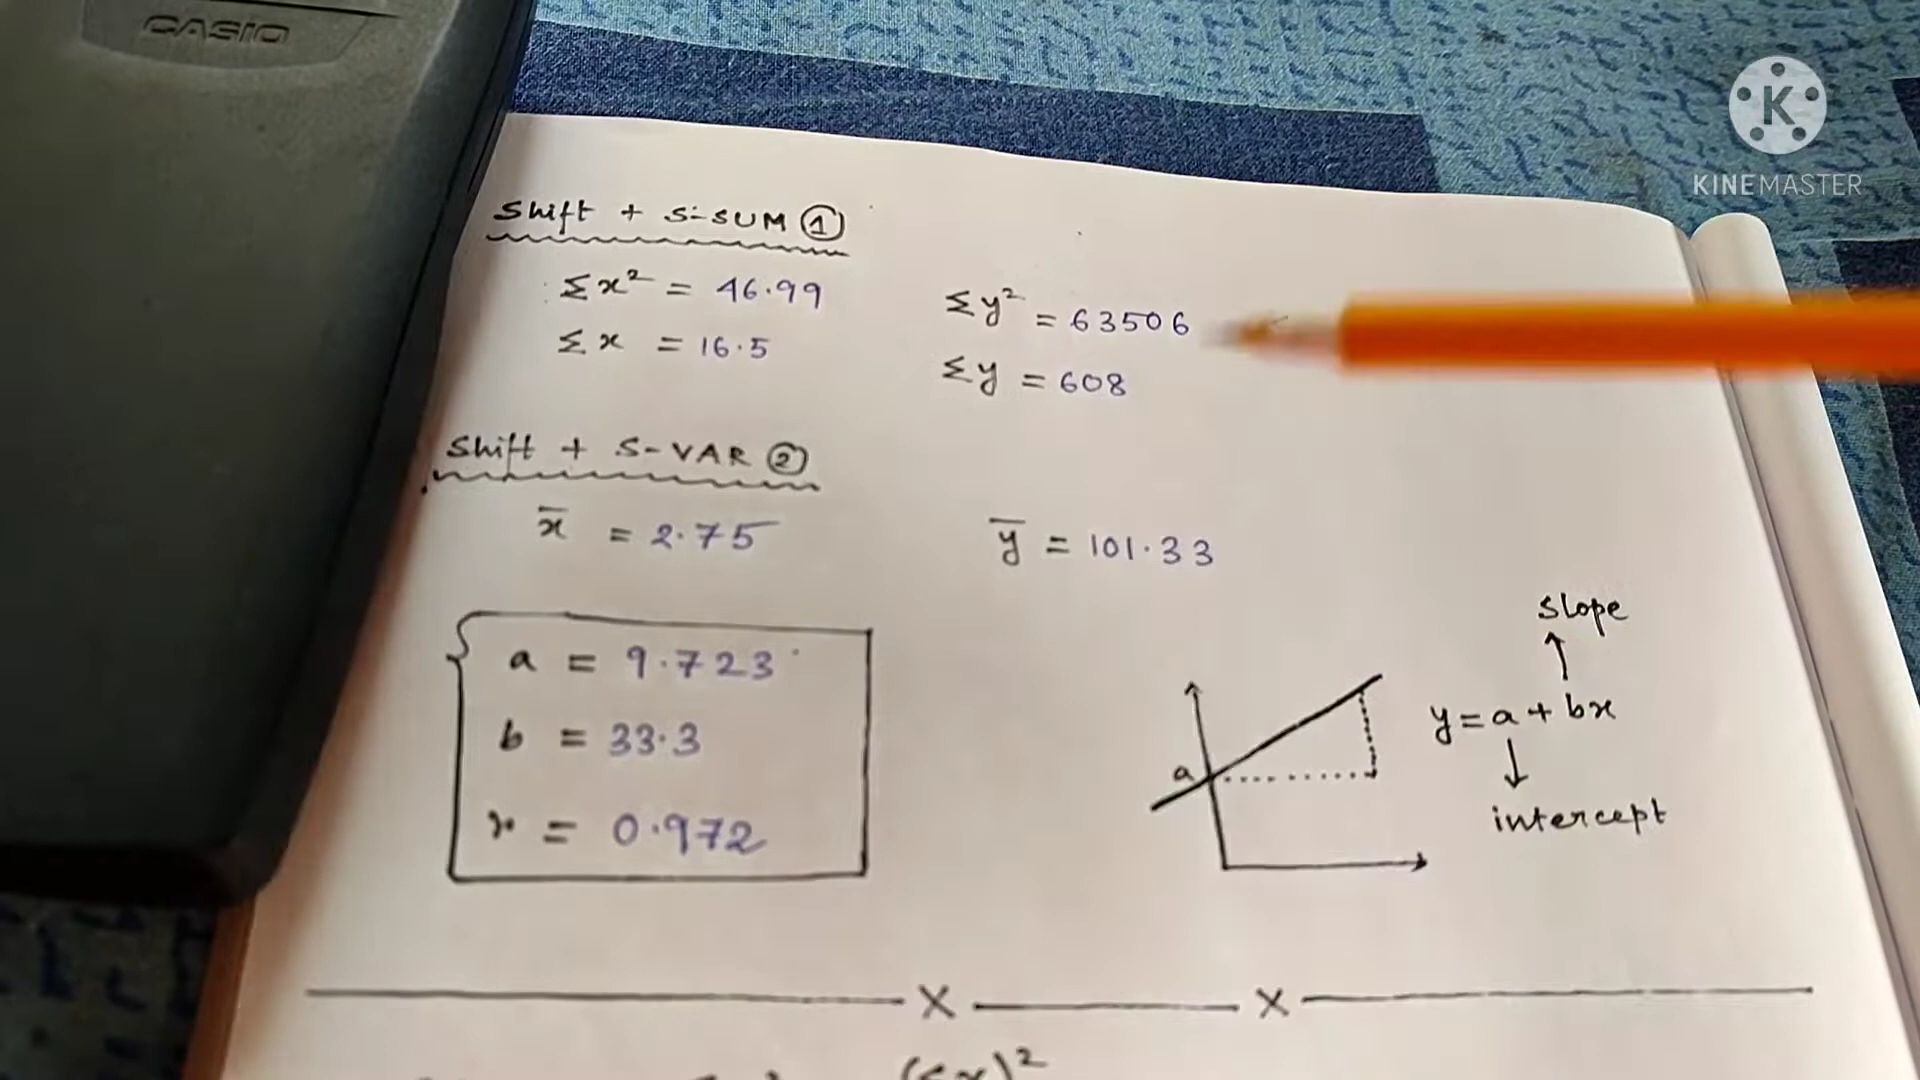 CASIO
KINEMASTER
Shift + S-SUM ①
Σx² = 46.99
Σx = 16.5
Σy² = 63506
Σy = 608
Shift + S-VAR ②
x̄ = 2.75
ȳ = 101.33
a = 9.723
b = 33.3
r = 0.972
slope
y = a + bx
a
intercept
X X
(Σx)²